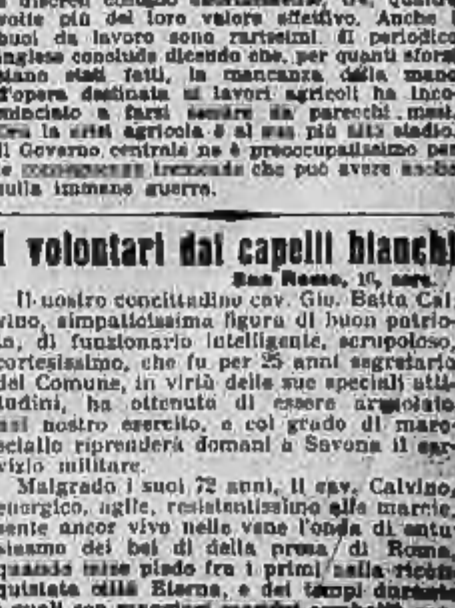 volte più del loro valore effettivo. Anche i
buoi da lavoro sono rarissimi. Il periodico
inglese conclude dicendo che, per quanti sforzi
siano stati fatti, la mancanza della mano
d'opera destinata ai lavori agricoli ha inco-
minciato a farsi sentire da parecchi mesi.
Ora la crisi agricola è al suo più alto stadio.
Il Governo centrale ne è preoccupatissimo per
le conseguenze tremende che può avere anche
sulla immane guerra.
I volontari dai capelli bianchi
San Remo, 16, sera.
Il nostro concittadino cav. Gio. Batta Cal-
vino, simpaticissima figura di buon patrio-
ta, di funzionario intelligente, scrupoloso,
cortesissimo, che fu per 25 anni segretario
del Comune, in virtù delle sue speciali atti-
tudini, ha ottenuto di essere arruolato
nel nostro esercito, e col grado di mare-
sciallo riprenderà domani a Savona il ser-
vizio militare.
Malgrado i suoi 72 anni, il cav. Calvino,
energico, agile, resistentissimo alle marcie,
sente ancor vivo nelle vene l'onda di entu-
siasmo dei bei dì della presa di Roma,
quando mise piede fra i primi nella ricon-
quistata città Eterna, e dei tempi durante